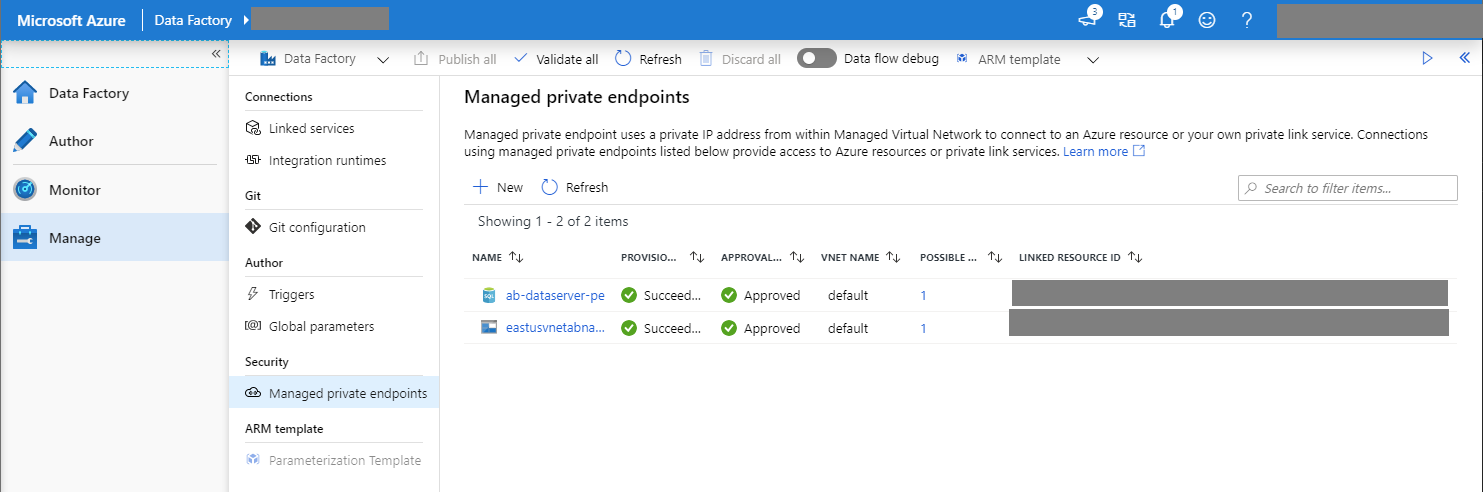 Microsoft Azure Data Factory 3 1 ?
« Data Factory Publish all Validate all Refresh Discard all Data flow debug ARM template «
Data Factory
Author
Monitor
Manage
Connections
Linked services
Integration runtimes
Git
Git configuration
Author
Triggers
Global parameters
Security
Managed private endpoints
ARM template
Parameterization Template
Managed private endpoints
Managed private endpoint uses a private IP address from within Managed Virtual Network to connect to an Azure resource or your own private link service. Connections
using managed private endpoints listed below provide access to Azure resources or private link services. Learn more
New Refresh Search to filter items...
Showing 1 - 2 of 2 items
NAME PROVISIO... APPROVAL... VNET NAME POSSIBLE ... LINKED RESOURCE ID
SQL ab-dataserver-pe Succeed... Approved default 1
eastusvnetabna... Succeed... Approved default 1